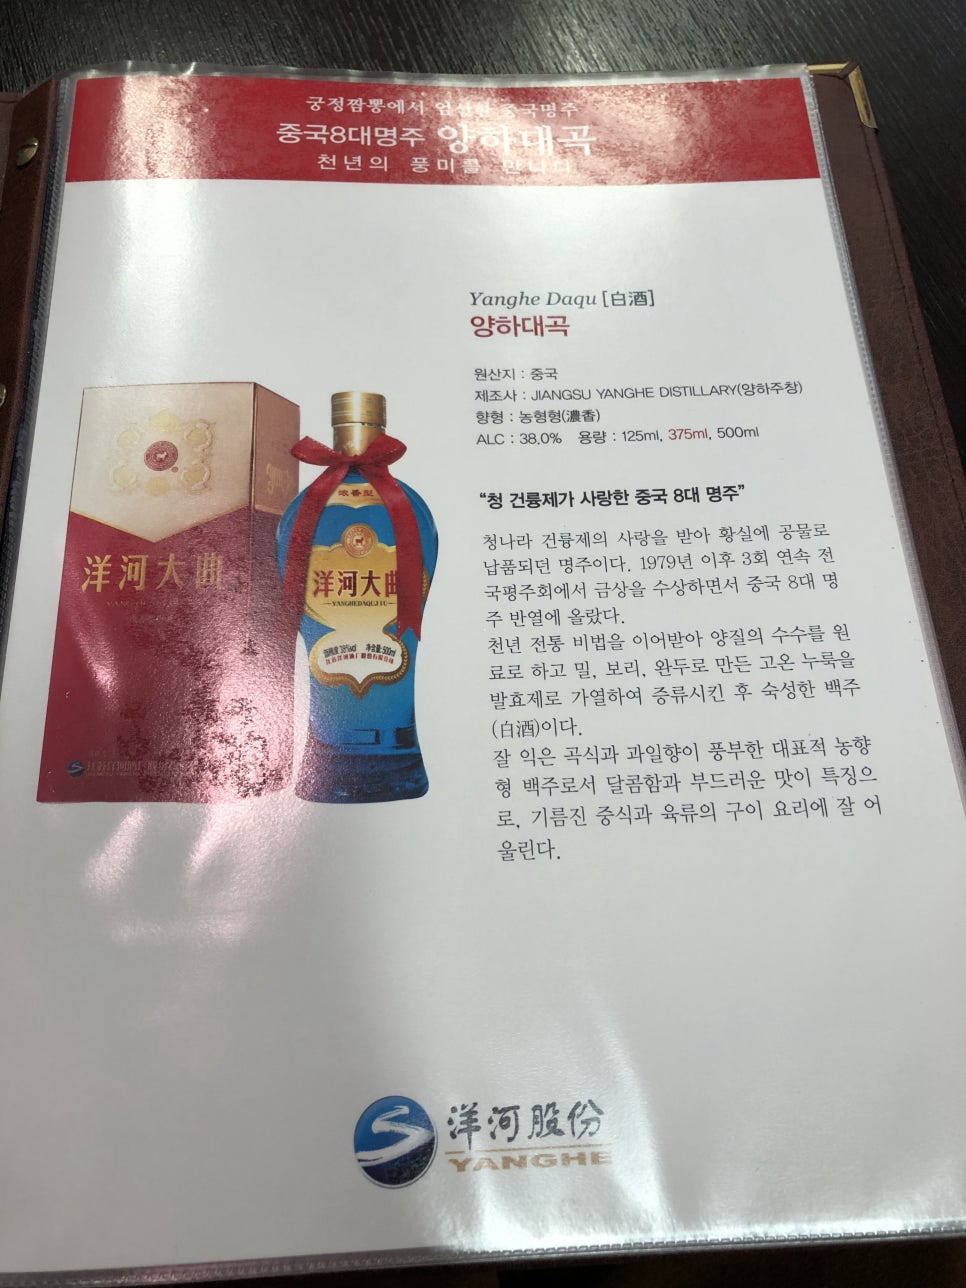 궁정짬뽕에서 엄선한 중국명주
중국8대명주 양하대곡
천년의 풍미를 만나다
Yanghe Daqu [白酒]
양하대곡
원산지 : 중국
제조사 : JIANGSU YANGHE DISTILLARY(양하주창)
향형 : 농형형(濃香)
ALC : 38.0% 용량 : 125ml, 375ml, 500ml
“청 건륭제가 사랑한 중국 8대 명주”
청나라 건륭제의 사랑을 받아 황실에 공물로
납품되던 명주이다. 1979년 이후 3회 연속 전
국평주회에서 금상을 수상하면서 중국 8대 명
주 반열에 올랐다.
천년 전통 비법을 이어받아 양질의 수수를 원
료로 하고 밀, 보리, 완두로 만든 고온 누룩을
발효제로 가열하여 증류시킨 후 숙성한 백주
(白酒)이다.
잘 익은 곡식과 과일향이 풍부한 대표적 농향
형 백주로서 달콤함과 부드러운 맛이 특징으
로, 기름진 중식과 육류의 구이 요리에 잘 어
울린다.
洋河大曲
浓香型
洋河大曲
YANGHEDAQUJIU
酒精度:38%vol 净含量:500ml
洋河股份
YANGHE